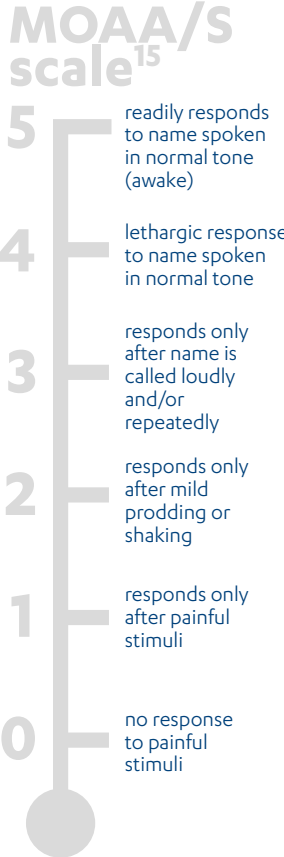 MOAA/S
scale15
5
readily responds
to name spoken
in normal tone
(awake)
4
lethargic response
to name spoken
in normal tone
3
responds only
after name is
called loudly
and/or
repeatedly
2
responds only
after mild
prodding or
shaking
1
responds only
after painful
stimuli
0
no response
to painful
stimuli